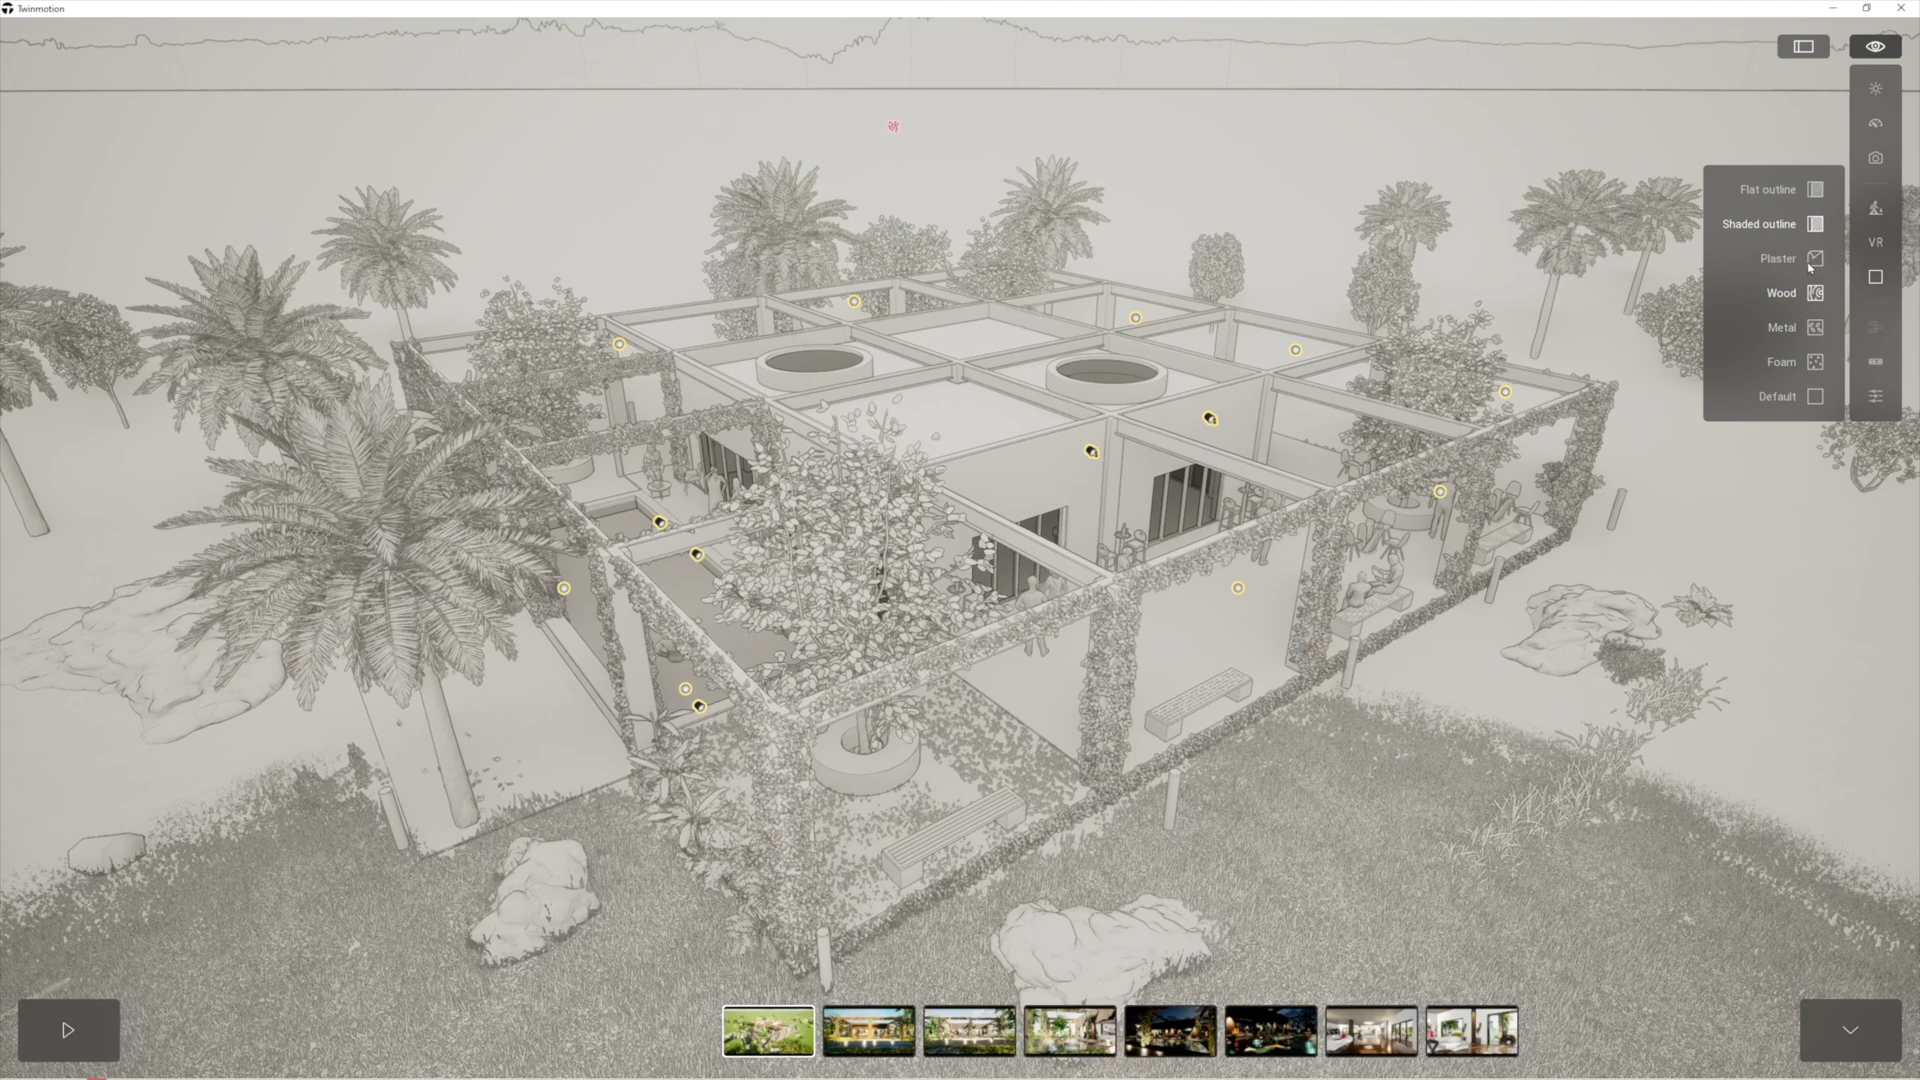 Twinmotion
Flat outline
Shaded outline
Plaster
VR
Wood
Metal
Foam
Default